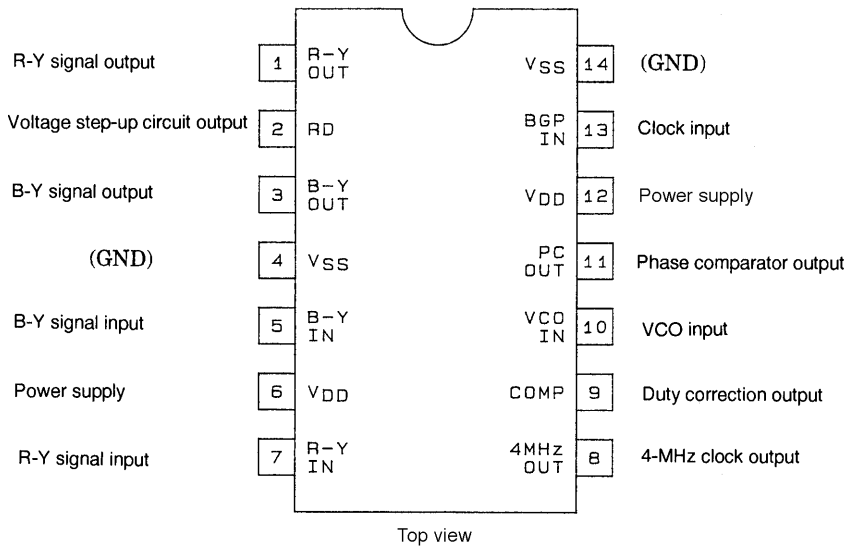 R-Y signal output 1 R-Y OUT VSS 14 (GND)
Voltage step-up circuit output 2 RD BGP IN 13 Clock input
B-Y signal output 3 B-Y OUT VDD 12 Power supply
(GND) 4 VSS PC OUT 11 Phase comparator output
B-Y signal input 5 B-Y IN VCO IN 10 VCO input
Power supply 6 VDD COMP 9 Duty correction output
R-Y signal input 7 R-Y IN 4MHz OUT 8 4-MHz clock output
Top view